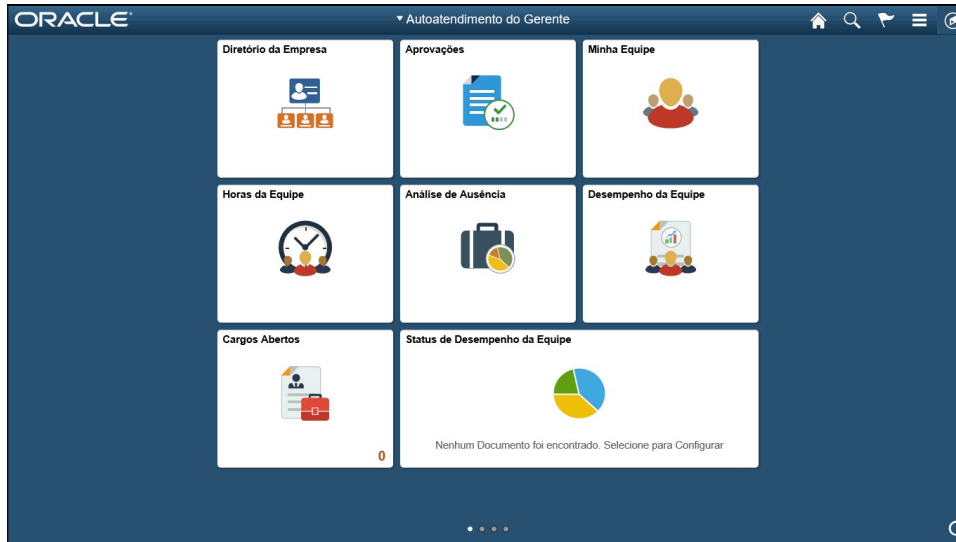 ORACLE
Autoatendimento do Gerente
Diretório da Empresa
Aprovações
Minha Equipe
Horas da Equipe
Análise de Ausência
Desempenho da Equipe
Cargos Abertos
0
Status de Desempenho da Equipe
Nenhum Documento foi encontrado. Selecione para Configurar